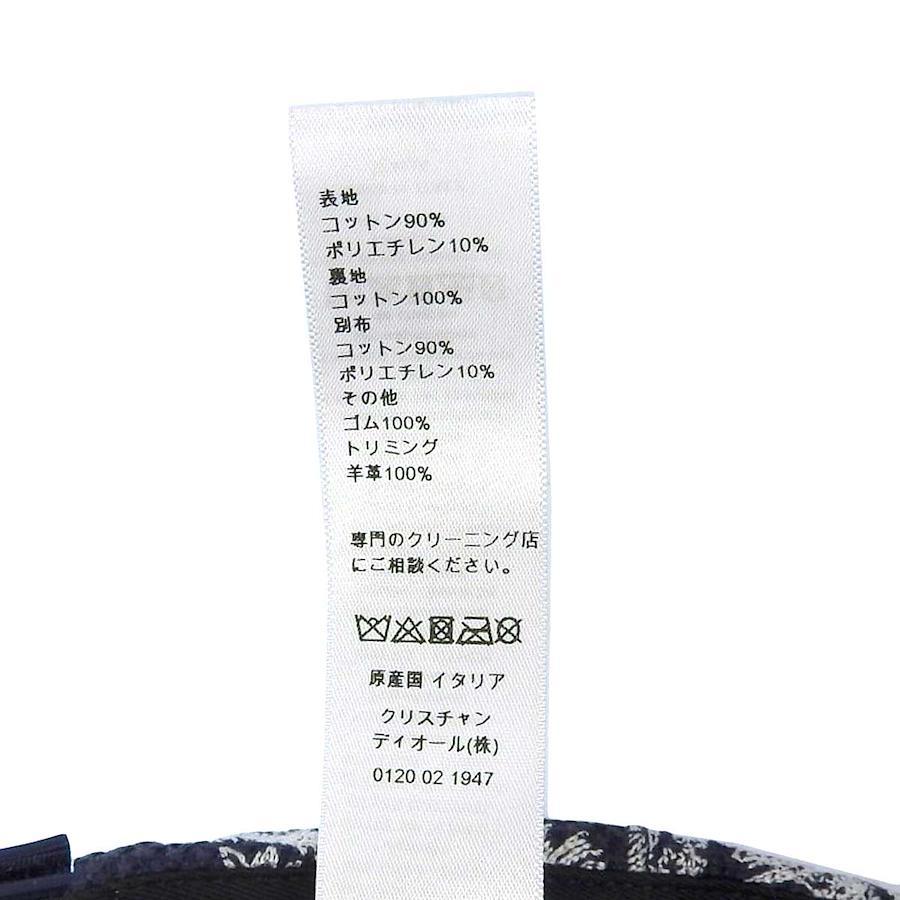 表地
コットン90%
ポリエチレン10%
裏地
コットン100%
別布
コットン90%
ポリエチレン10%
その他
ゴム100%
トリミング
羊革100%
専門のクリーニング店
にご相談ください。
原産国 イタリア
クリスチャン
ディオール(株)
0120 02 1947